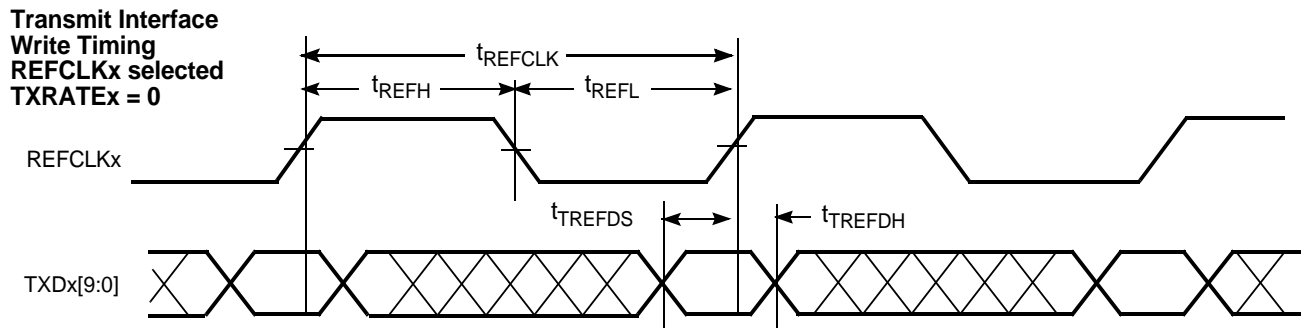 Transmit Interface
Write Timing
REFCLKx selected
TXRATEx = 0
tREFCLK
tREFH
tREFL
REFCLKx
tTREFDS
tTREFDH
TXDx[9:0]